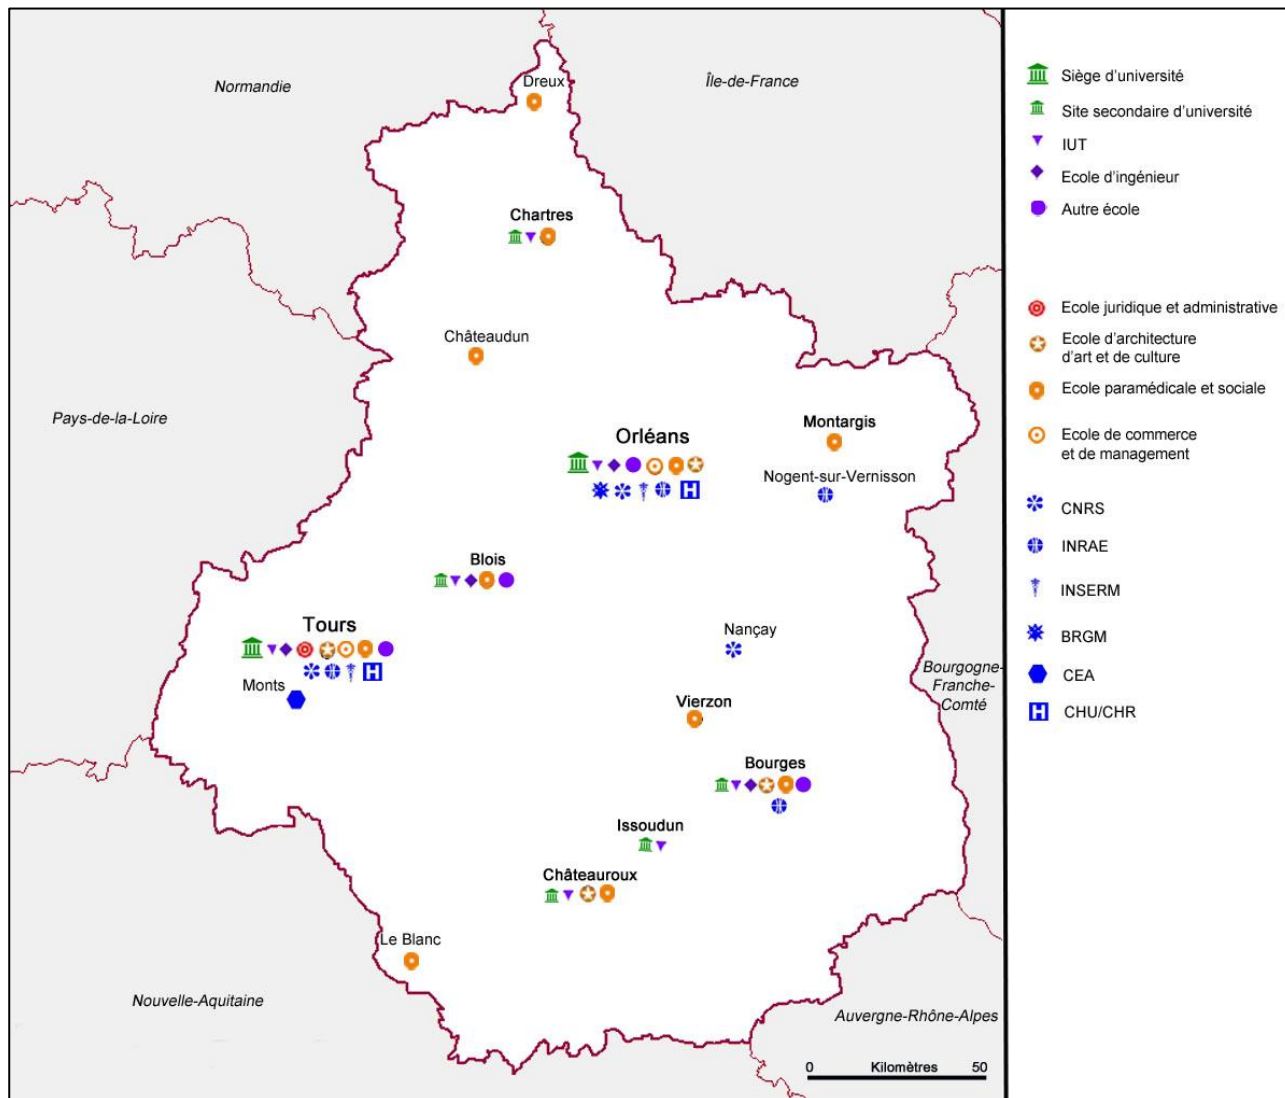 Normandie
Île-de-France
Dreux
Chartres
Châteaudun
Pays-de-la-Loire
Orléans
Montargis
Nogent-sur-Vernisson
Blois
Tours
Monts
Nançay
Vierzon
Bourgogne-
Franche-
Comté
Bourges
Issoudun
Châteauroux
Le Blanc
Nouvelle-Aquitaine
Auvergne-Rhône-Alpes
0 Kilomètres 50
Siège d'université
Site secondaire d'université
IUT
Ecole d'ingénieur
Autre école
Ecole juridique et administrative
Ecole d'architecture
d'art et de culture
Ecole paramédicale et sociale
Ecole de commerce
et de management
CNRS
INRAE
INSERM
BRGM
CEA
CHU/CHR